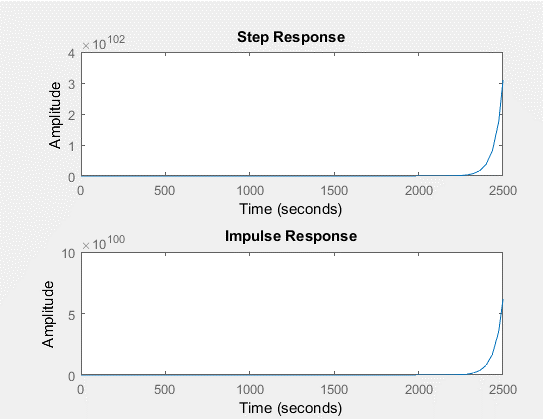 Step Response
×10^102
4
3
2
1
0
Amplitude
0 500 1000 1500 2000 2500
Time (seconds)
Impulse Response
×10^100
10
5
0
Amplitude
0 500 1000 1500 2000 2500
Time (seconds)